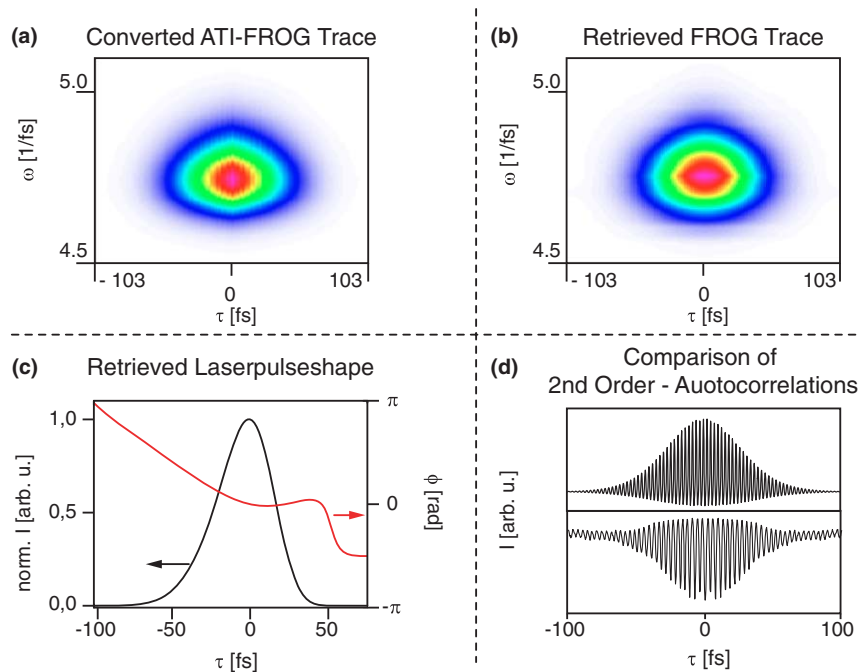 (a) Converted ATI-FROG Trace
ω [1/fs]
5.0
4.5
- 103
0
103
τ [fs]
(b) Retrieved FROG Trace
ω [1/fs]
5.0
4.5
- 103
0
103
τ [fs]
(c) Retrieved Laserpulseshape
norm. I [arb. u.]
1,0
0,5
0,0
π
0
-π
ϕ [rad]
-100
-50
0
50
τ [fs]
(d) Comparison of
2nd Order - Auotocorrelations
I [arb. u.]
-100
0
100
τ [fs]